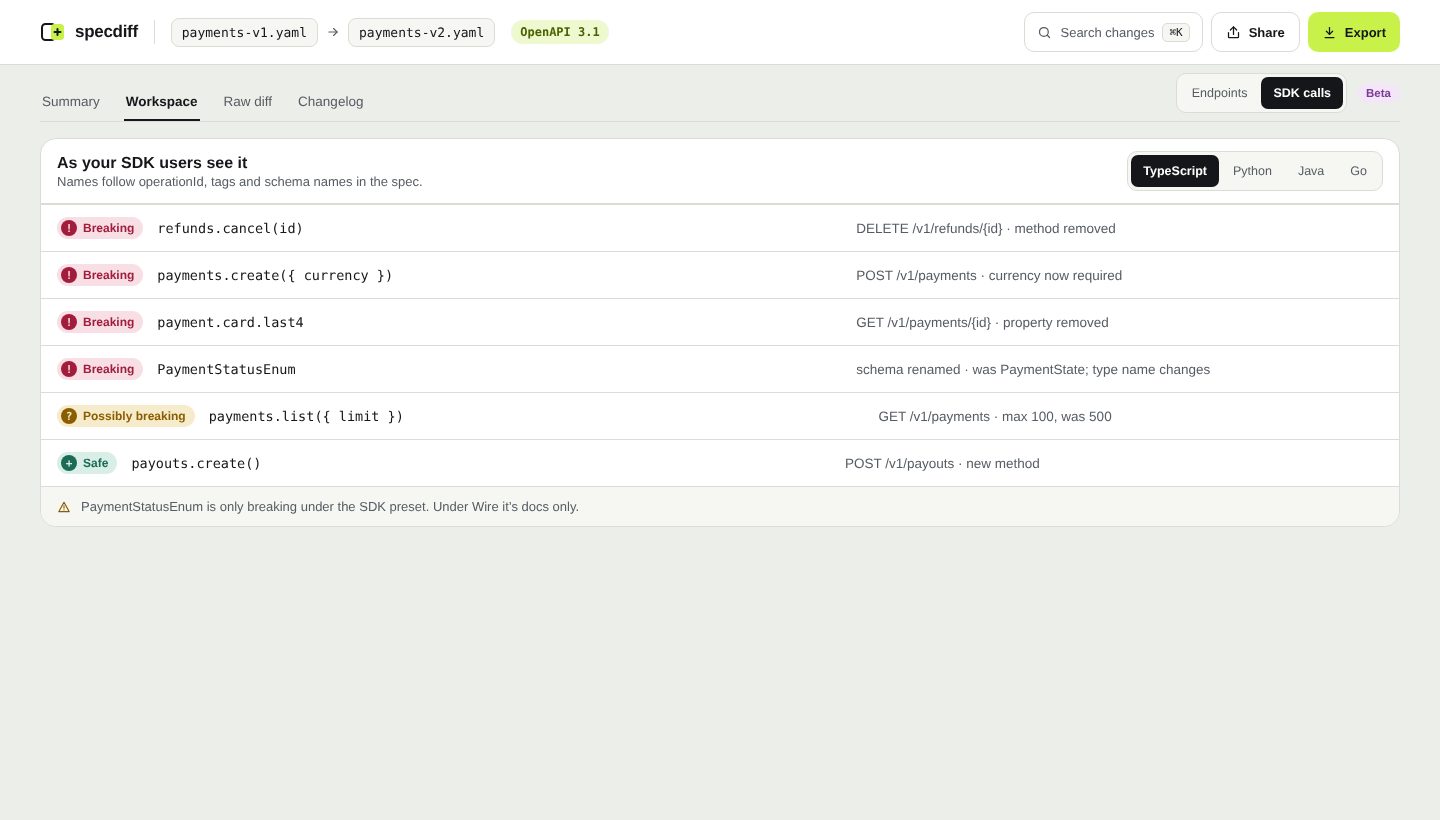 specdiff payments-v1.yaml → payments-v2.yaml OpenAPI 3.1 Search changes ⌘K Share Export
Summary Workspace Raw diff Changelog Endpoints SDK calls Beta
As your SDK users see it
Names follow operationId, tags and schema names in the spec.
TypeScript Python Java Go
! Breaking refunds.cancel(id) DELETE /v1/refunds/{id} · method removed
! Breaking payments.create({ currency }) POST /v1/payments · currency now required
! Breaking payment.card.last4 GET /v1/payments/{id} · property removed
! Breaking PaymentStatusEnum schema renamed · was PaymentState; type name changes
? Possibly breaking payments.list({ limit }) GET /v1/payments · max 100, was 500
+ Safe payouts.create() POST /v1/payouts · new method
PaymentStatusEnum is only breaking under the SDK preset. Under Wire it's docs only.